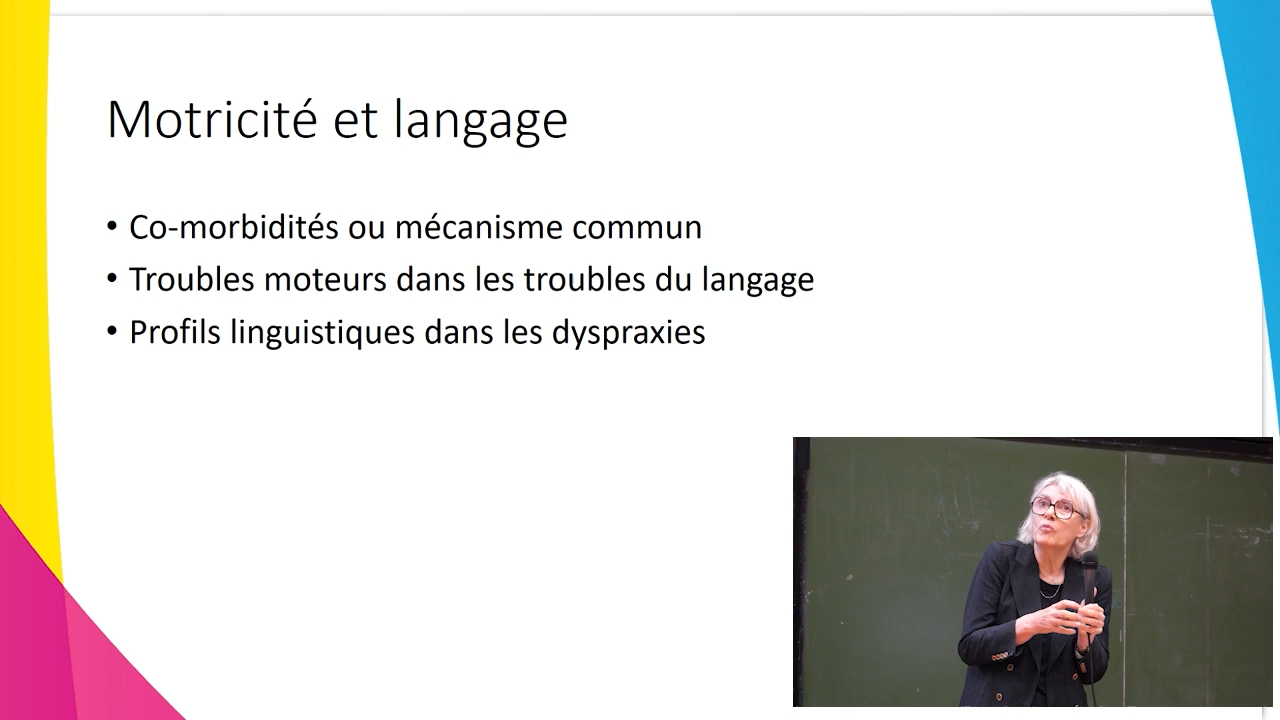 Motricité et langage
• Co-morbidités ou mécanisme commun
• Troubles moteurs dans les troubles du langage
• Profils linguistiques dans les dyspraxies